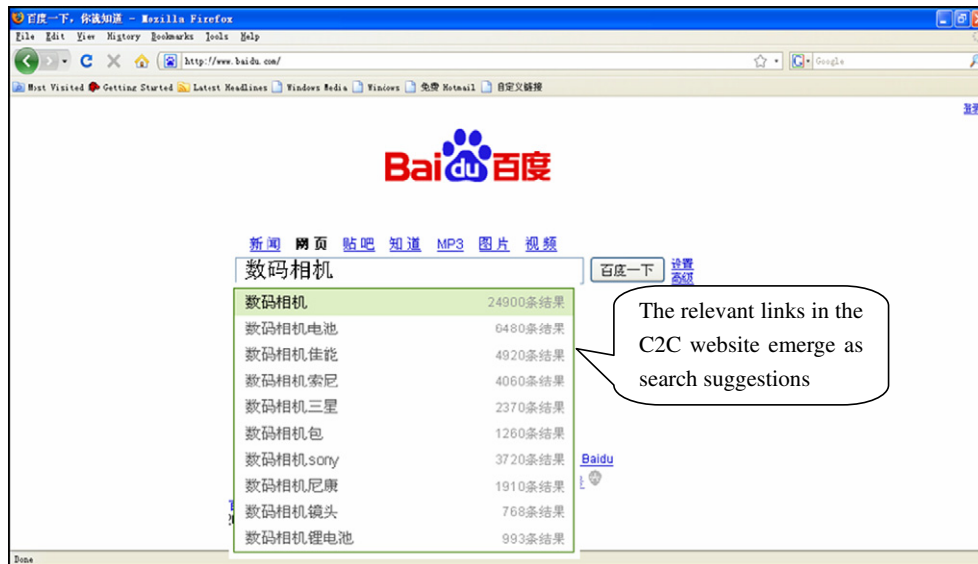 百度一下，你就知道 - Mozilla Firefox
File Edit View History Bookmarks Tools Help
http://www.baidu.com/
Google
Most Visited Getting Started Latest Headlines Windows Media Windows 免费 Hotmail 自定义链接
Bai du 百度
新闻 网页 贴吧 知道 MP3 图片 视频
数码相机 百度一下 设置
高级
数码相机 24900条结果
数码相机电池 6480条结果
数码相机佳能 4920条结果
数码相机索尼 4060条结果
数码相机三星 2370条结果
数码相机包 1260条结果
数码相机sony 3720条结果
数码相机尼康 1910条结果
数码相机镜头 768条结果
数码相机锂电池 993条结果
The relevant links in the
C2C website emerge as
search suggestions
Baidu
Done